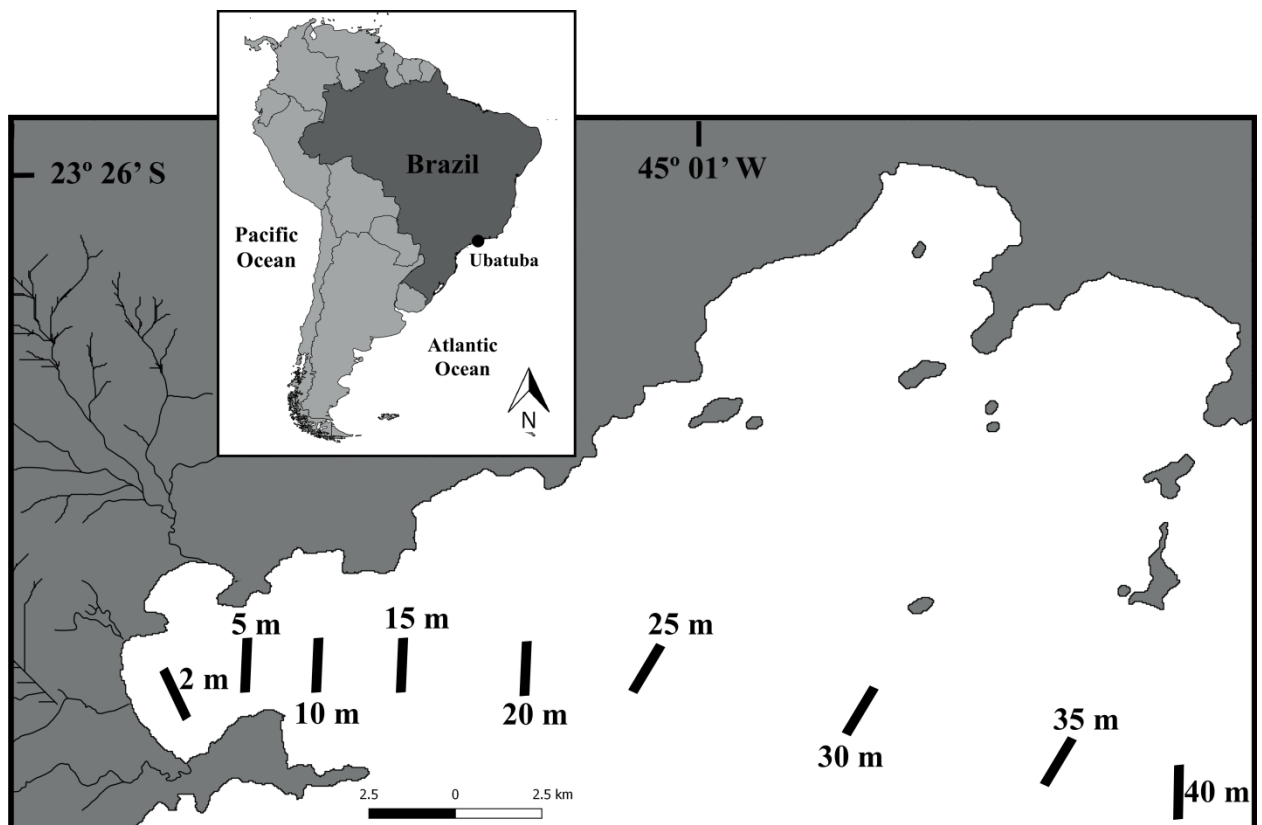 23º 26’ S
45º 01’ W
Brazil
Pacific
Ocean
Ubatuba
Atlantic
Ocean
N
5 m
15 m
25 m
2 m
10 m
20 m
30 m
35 m
40 m
2.5 0 2.5 km